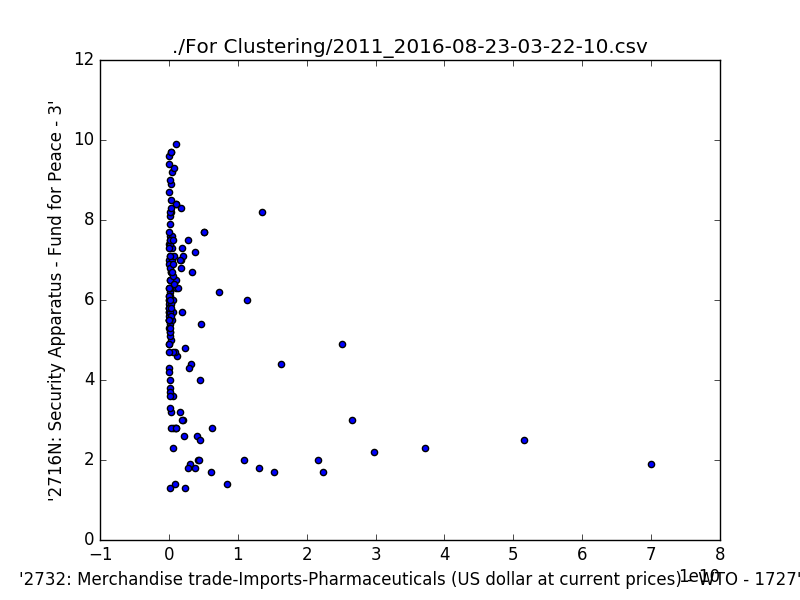 ./For Clustering/2011_2016-08-23-03-22-10.csv
12
10
8
6
4
2
0
'2716N: Security Apparatus - Fund for Peace - 3'
−1 0 1 2 3 4 5 6 7 8
1e10
'2732: Merchandise trade-Imports-Pharmaceuticals (US dollar at current prices) - WTO - 1727'